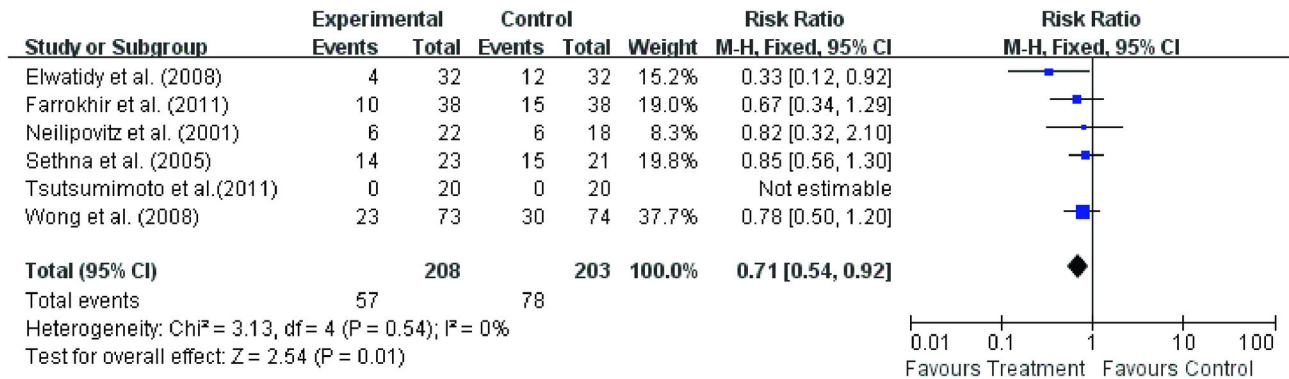 Experimental Control Risk Ratio Risk Ratio
Study or Subgroup Events Total Events Total Weight M-H, Fixed, 95% CI M-H, Fixed, 95% CI
Elwatidy et al. (2008) 4 32 12 32 15.2% 0.33 [0.12, 0.92]
Farrokhir et al. (2011) 10 38 15 38 19.0% 0.67 [0.34, 1.29]
Neilipovitz et al. (2001) 6 22 6 18 8.3% 0.82 [0.32, 2.10]
Sethna et al. (2005) 14 23 15 21 19.8% 0.85 [0.56, 1.30]
Tsutsumimoto et al.(2011) 0 20 0 20 Not estimable
Wong et al. (2008) 23 73 30 74 37.7% 0.78 [0.50, 1.20]
Total (95% CI) 208 203 100.0% 0.71 [0.54, 0.92]
Total events 57 78
Heterogeneity: Chi² = 3.13, df = 4 (P = 0.54); I² = 0%
Test for overall effect: Z = 2.54 (P = 0.01)
0.01 0.1 1 10 100
Favours Treatment Favours Control